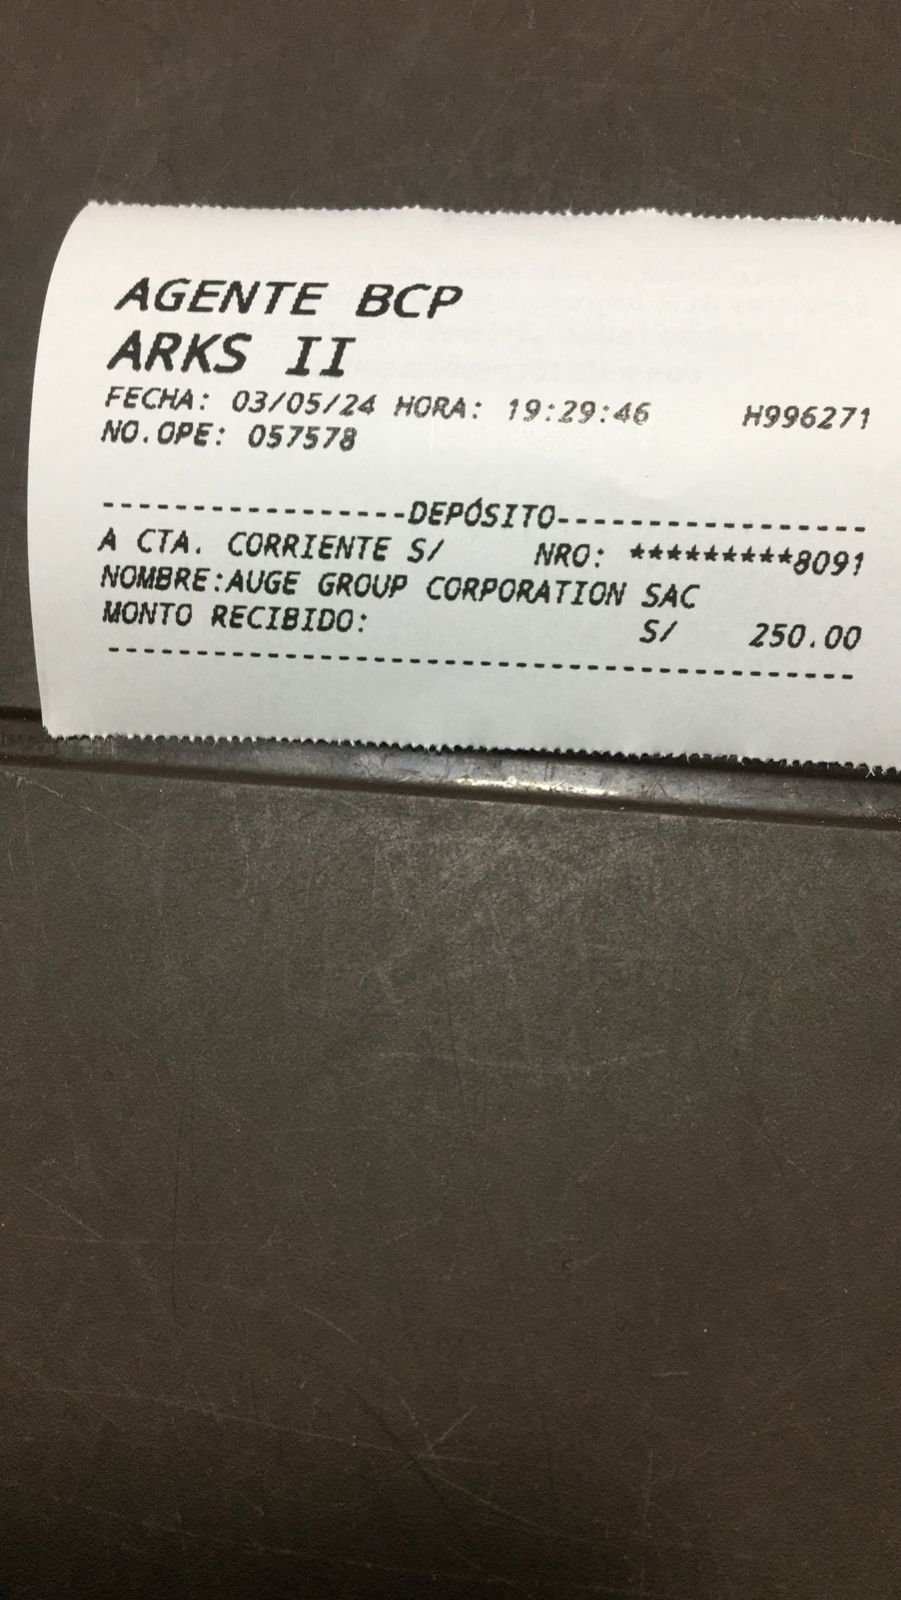 AGENTE BCP
ARKS II
FECHA: 03/05/24 HORA: 19:29:46 H996271
NO.OPE: 057578
-----------------DEPÓSITO-----------------
A CTA. CORRIENTE S/ NRO: *********8091
NOMBRE:AUGE GROUP CORPORATION SAC
MONTO RECIBIDO: S/ 250.00
------------------------------------------